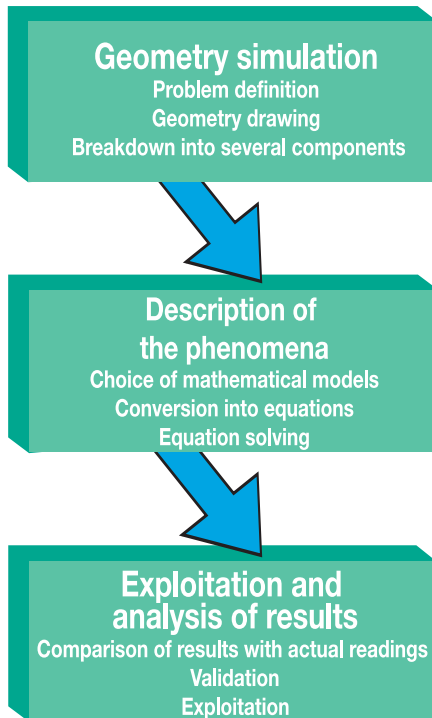 Geometry simulation
Problem definition
Geometry drawing
Breakdown into several components
Description of
the phenomena
Choice of mathematical models
Conversion into equations
Equation solving
Exploitation and
analysis of results
Comparison of results with actual readings
Validation
Exploitation